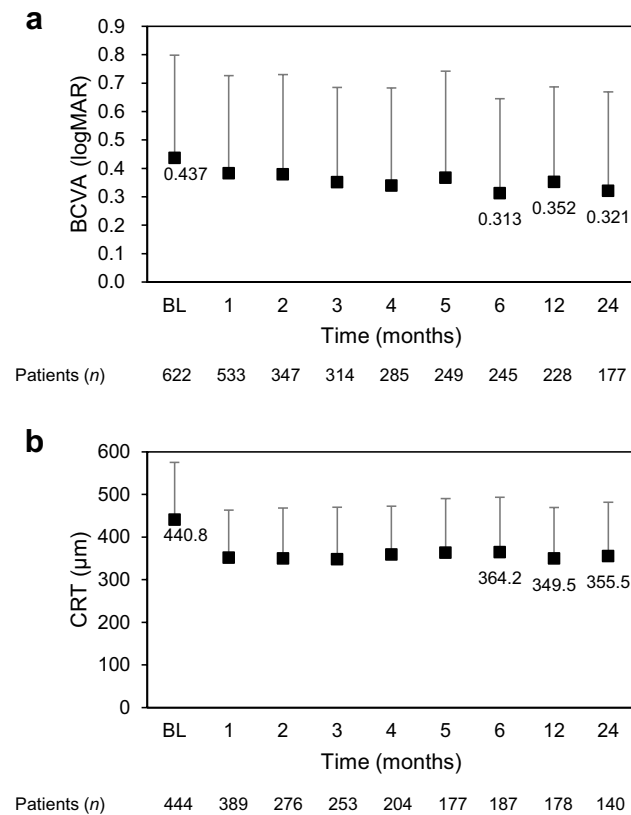 a
BCVA (logMAR)
0.9
0.8
0.7
0.6
0.5
0.4
0.3
0.2
0.1
0.0
0.437
0.313
0.352
0.321
BL 1 2 3 4 5 6 12 24
Time (months)
Patients (n) 622 533 347 314 285 249 245 228 177
b
CRT (µm)
600
500
400
300
200
100
0
440.8
364.2
349.5
355.5
BL 1 2 3 4 5 6 12 24
Time (months)
Patients (n) 444 389 276 253 204 177 187 178 140